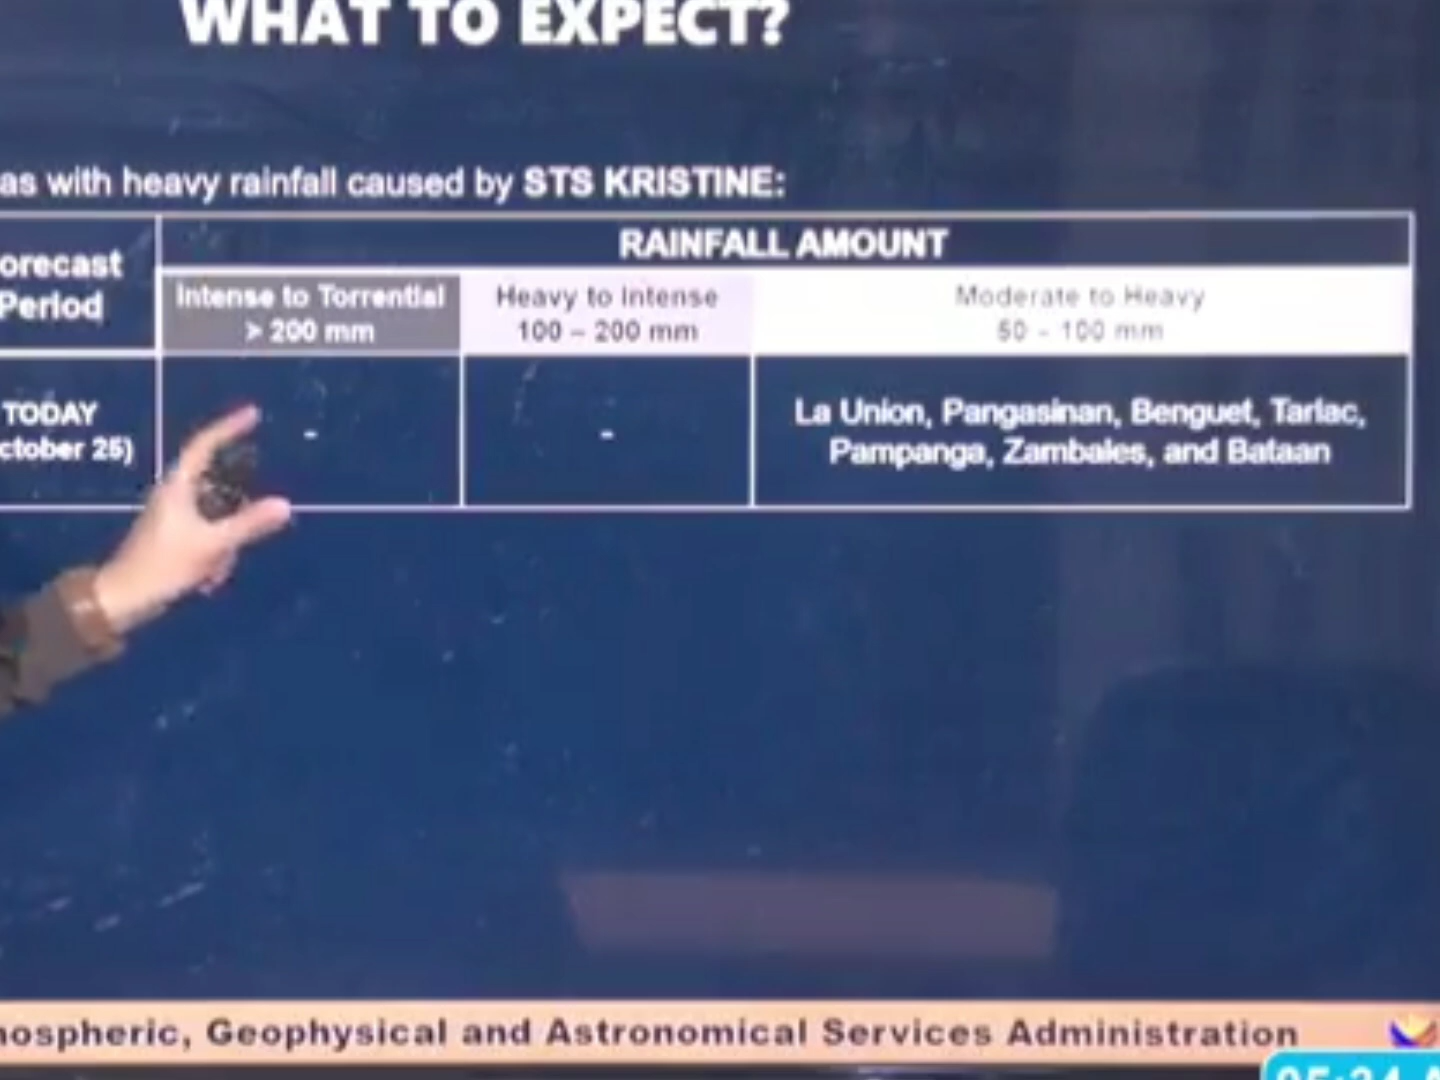 WHAT TO EXPECT?
as with heavy rainfall caused by STS KRISTINE:
orecast
Period
RAINFALL AMOUNT
Intense to Torrential
> 200 mm
Heavy to Intense
100 – 200 mm
Moderate to Heavy
50 – 100 mm
TODAY
ctober 25)
-
-
La Union, Pangasinan, Benguet, Tarlac,
Pampanga, Zambales, and Bataan
nospheric, Geophysical and Astronomical Services Administration